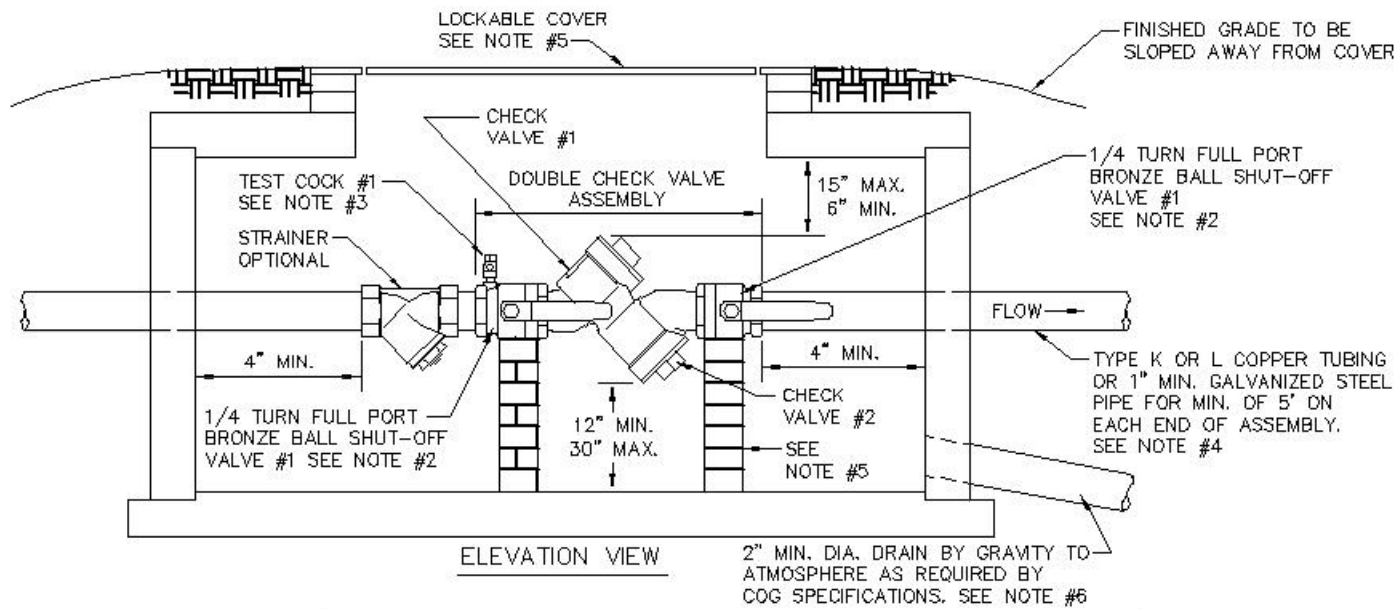 LOCKABLE COVER
SEE NOTE #5
FINISHED GRADE TO BE
SLOPED AWAY FROM COVER
CHECK
VALVE #1
TEST COCK #1
SEE NOTE #3
DOUBLE CHECK VALVE
ASSEMBLY
15" MAX.
6" MIN.
1/4 TURN FULL PORT
BRONZE BALL SHUT-OFF
VALVE #1
SEE NOTE #2
STRAINER
OPTIONAL
FLOW
4" MIN.
4" MIN.
TYPE K OR L COPPER TUBING
OR 1" MIN. GALVANIZED STEEL
PIPE FOR MIN. OF 5' ON
EACH END OF ASSEMBLY.
SEE NOTE #4
1/4 TURN FULL PORT
BRONZE BALL SHUT-OFF
VALVE #1 SEE NOTE #2
12" MIN.
30" MAX.
CHECK
VALVE #2
SEE
NOTE #5
ELEVATION VIEW
2" MIN. DIA. DRAIN BY GRAVITY TO
ATMOSPHERE AS REQUIRED BY
COG SPECIFICATIONS. SEE NOTE #6